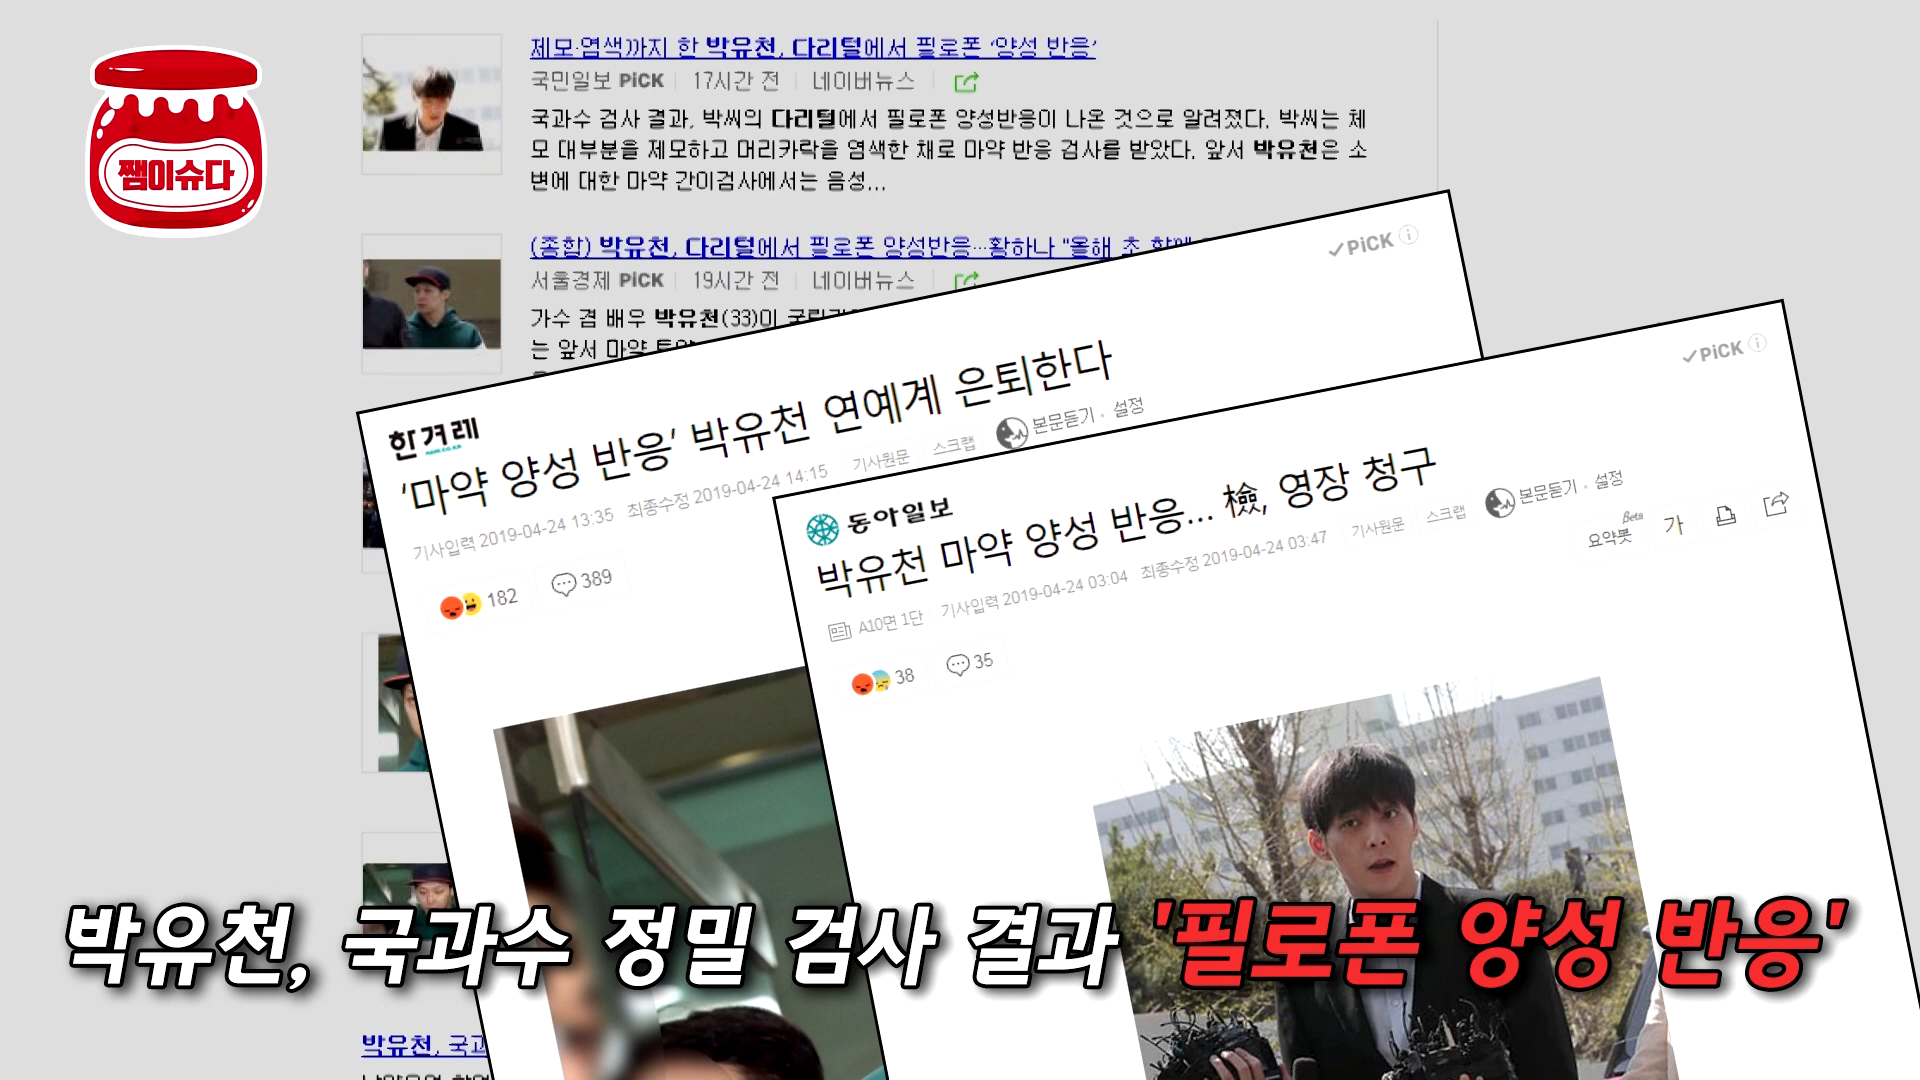 쨈이슈다
제모·염색까지 한 박유천, 다리털에서 필로폰 '양성 반응'
국민일보 PiCK 17시간 전 네이버뉴스
국과수 검사 결과, 박씨의 다리털에서 필로폰 양성반응이 나온 것으로 알려졌다. 박씨는 체
모 대부분을 제모하고 머리카락을 염색한 채로 마약 반응 검사를 받았다. 앞서 박유천은 소
변에 대한 마약 간이검사에서는 음성...
(종합) 박유천, 다리털에서 필로폰 양성반응…황하나 "올해 초
서울경제 PiCK 19시간 전 네이버뉴스
가수 겸 배우 박유천(33)이
는 앞서 마약
✓PiCK
한겨레
'마약 양성 반응' 박유천 연예계 은퇴한다
기사입력 2019-04-24 13:35 최종수정 2019-04-24 14:15 기사원문 스크랩 본문듣기 · 설정
182 389
✓PiCK
동아일보
박유천 마약 양성 반응... 檢, 영장 청구
A10면 1단 기사입력 2019-04-24 03:04 최종수정 2019-04-24 03:47 기사원문 스크랩 본문듣기 · 설정
요약봇 Beta 가
38 35
박유천, 국과수 정밀 검사 결과 '필로폰 양성 반응'
박유천, 국과